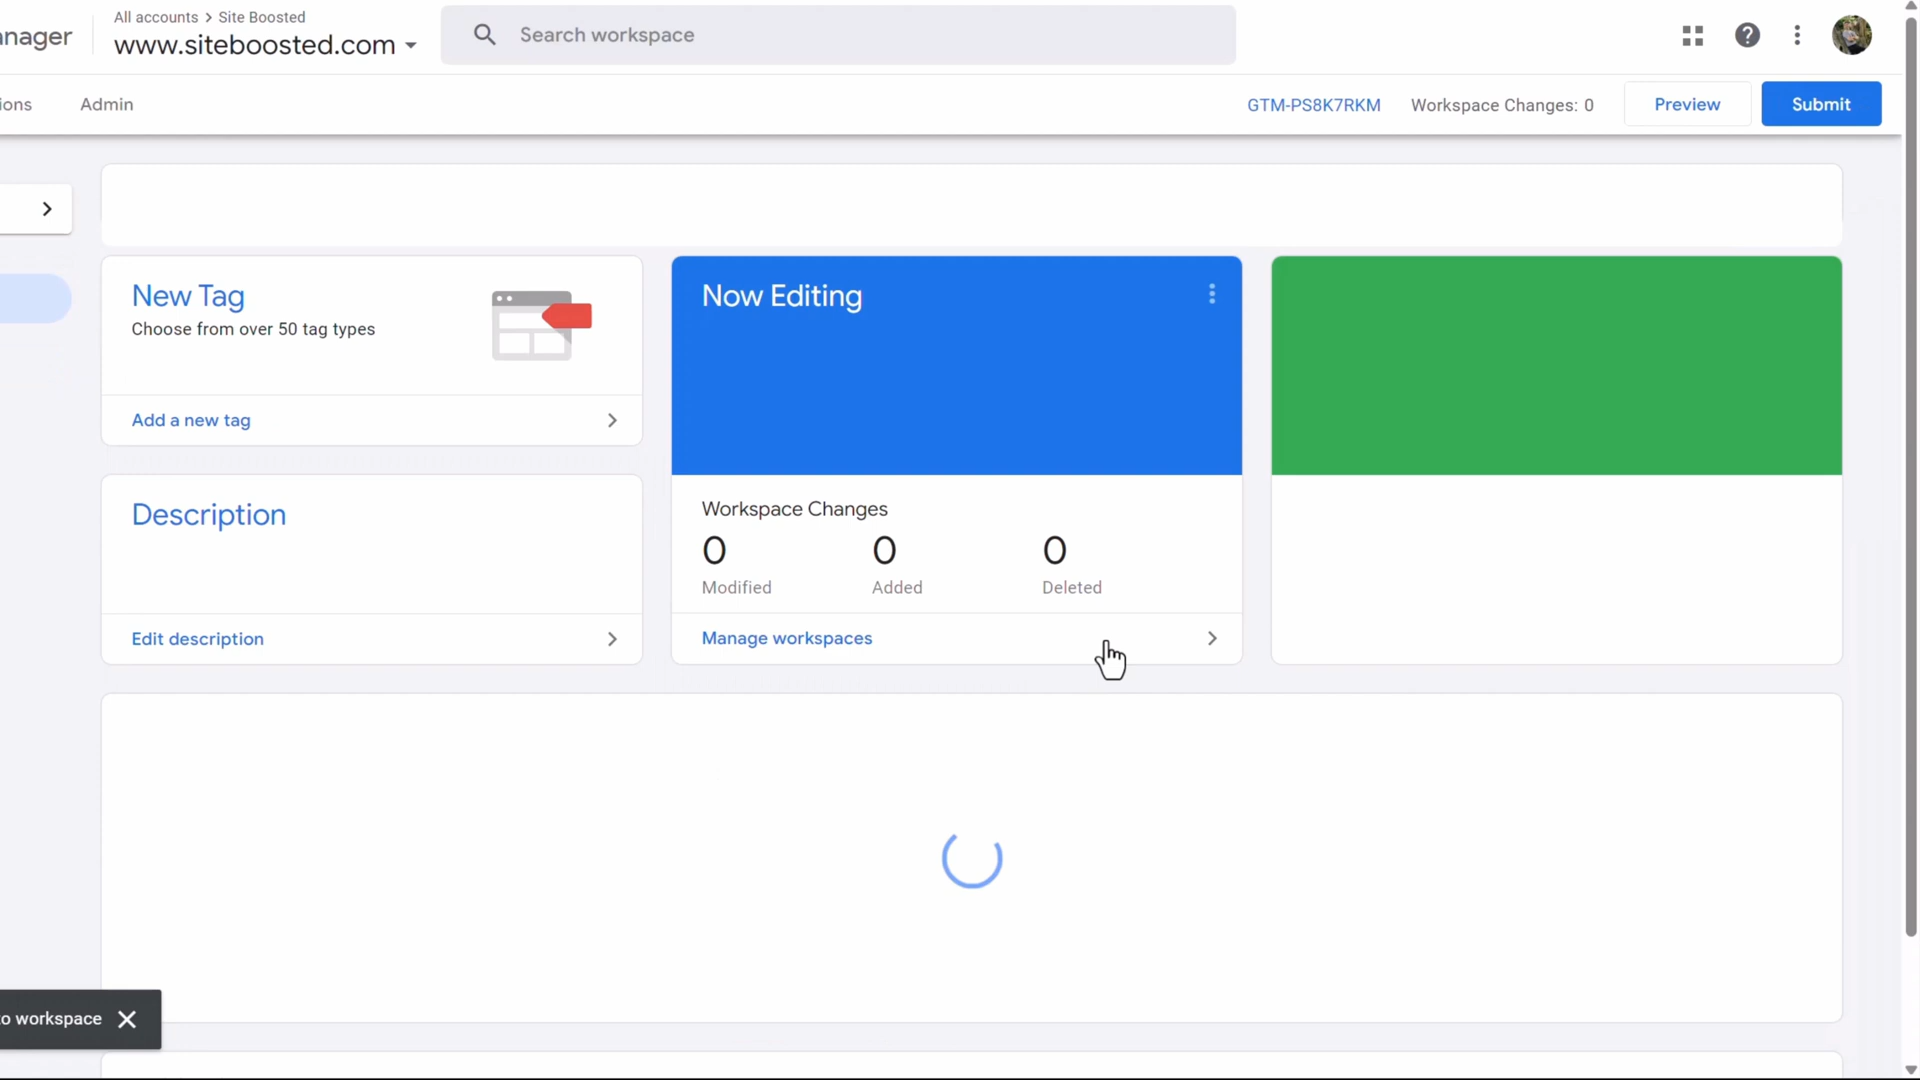 All accounts > Site Boosted
anager
www.siteboosted.com
Search workspace
ions
Admin
GTM-PS8K7RKM
Workspace Changes: 0
Preview
Submit
New Tag
Choose from over 50 tag types
Add a new tag
Now Editing
Description
Edit description
Workspace Changes
0 0 0
Modified Added Deleted
Manage workspaces
to workspace